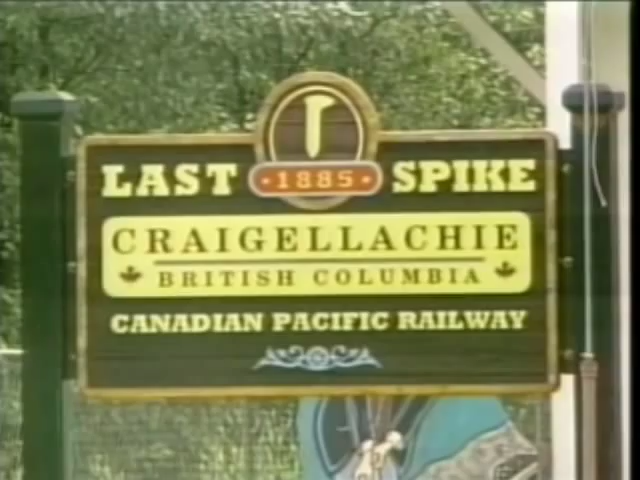 LAST SPIKE
•1885•
CRAIGELLACHIE
BRITISH COLUMBIA
CANADIAN PACIFIC RAILWAY